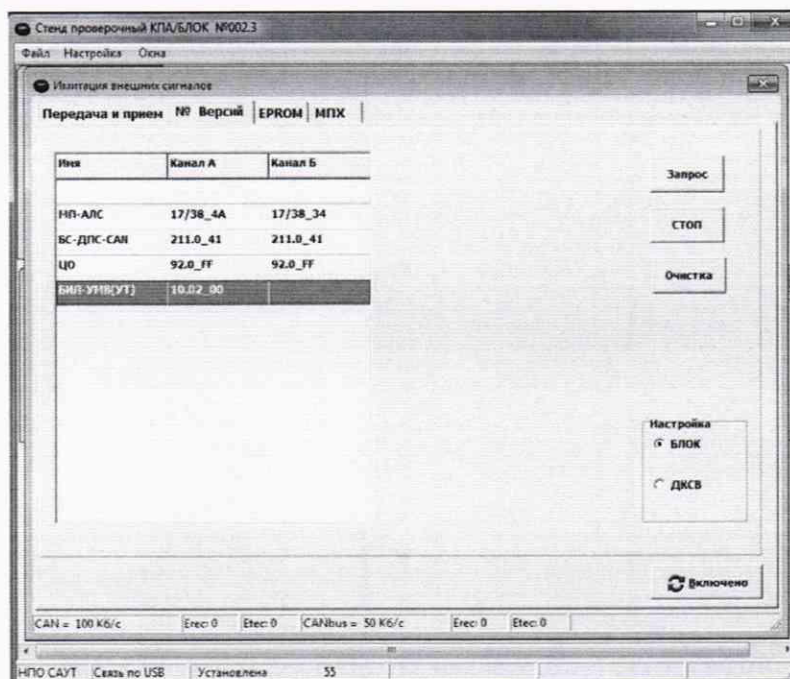 Стенд проверочный КПА/БЛОК №002.3
Файл Настройка Окна
Имитация внешних сигналов
Передача и прием № Версий EPROM МПХ
Имя Канал А Канал Б
МП-АЛС 17/38_4A 17/38_34
БС-ДПС-CAN 211.0_41 211.0_41
ЦО 92.0_FF 92.0_FF
БИЛ-УМВ(УТ) 10.02_00
Запрос
СТОП
Очистка
Настройка
БЛОК
ДКСВ
Включено
CAN = 100 Кб/с Erec: 0 Etec: 0 CANbus = 50 Кб/с Erec: 0 Etec: 0
НПО САУТ Связь по USB Установлена 55